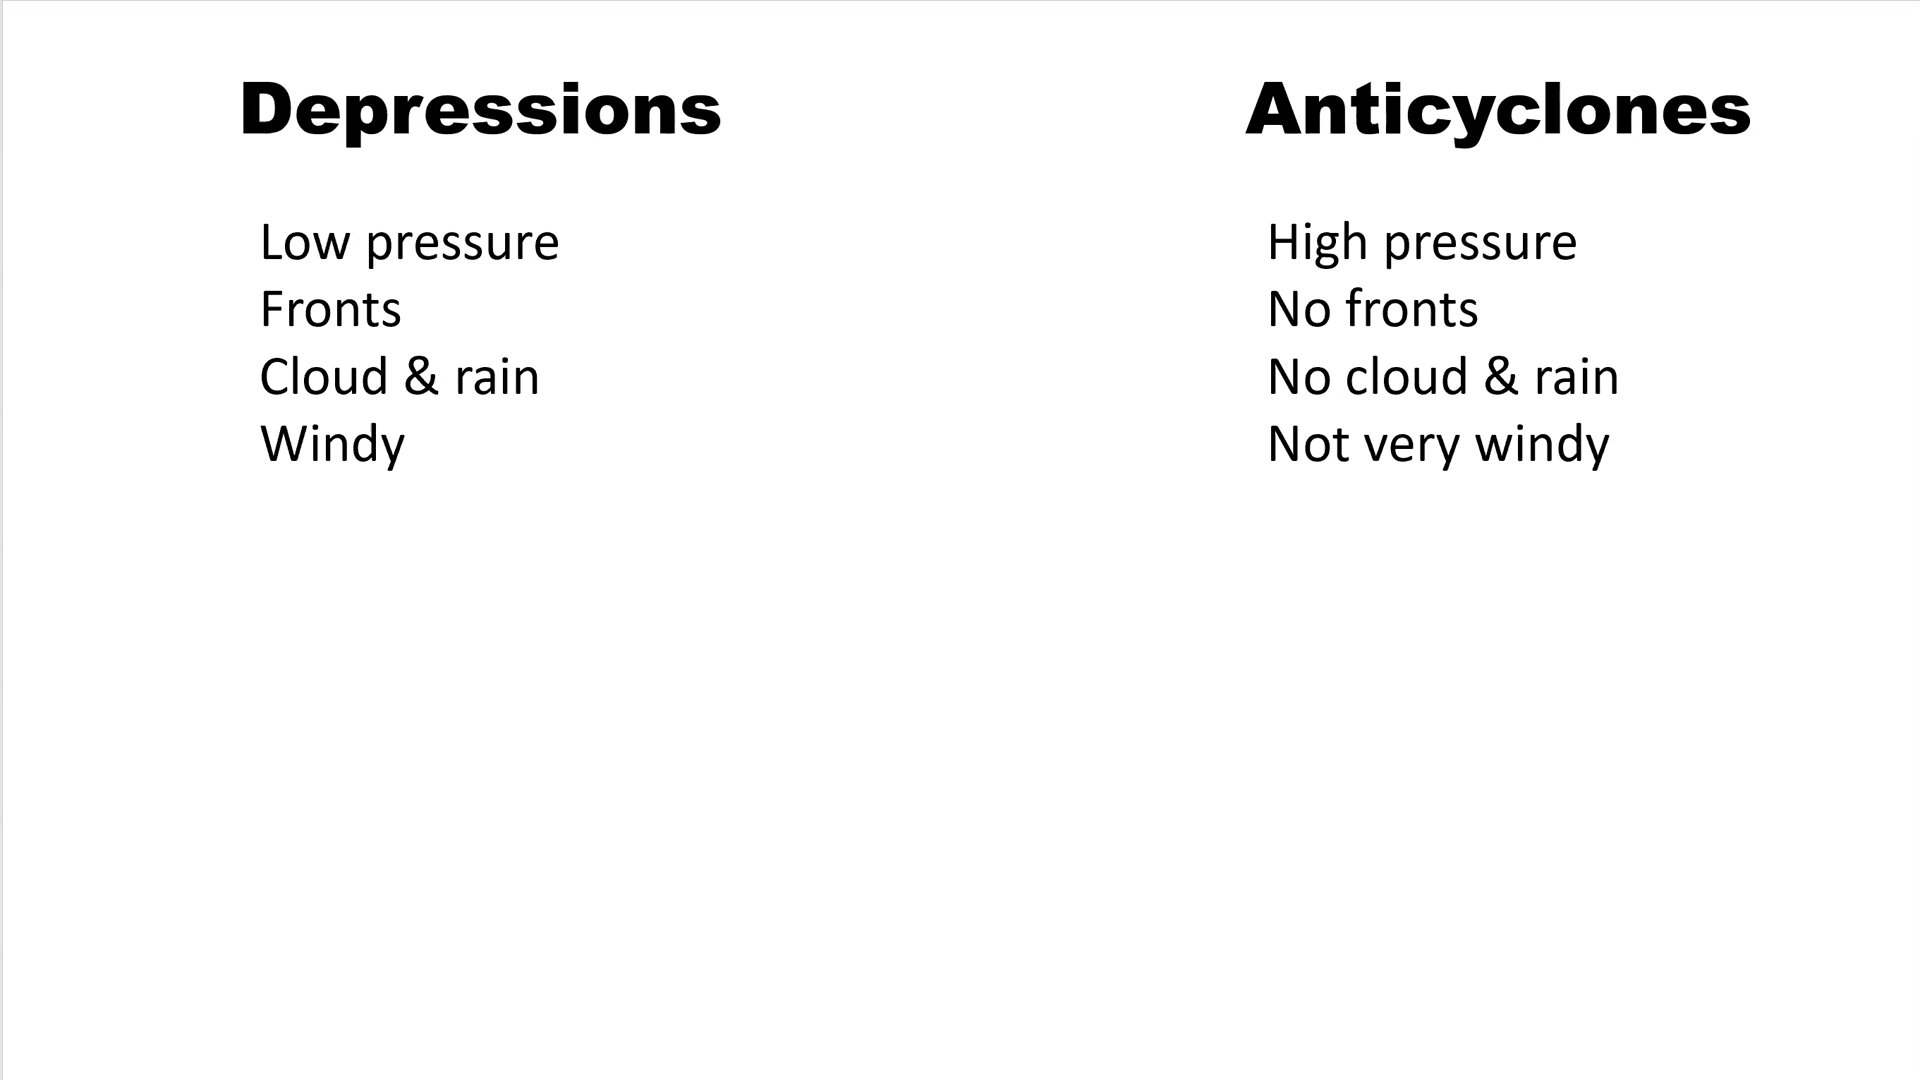 Depressions
Low pressure
Fronts
Cloud & rain
Windy
Anticyclones
High pressure
No fronts
No cloud & rain
Not very windy